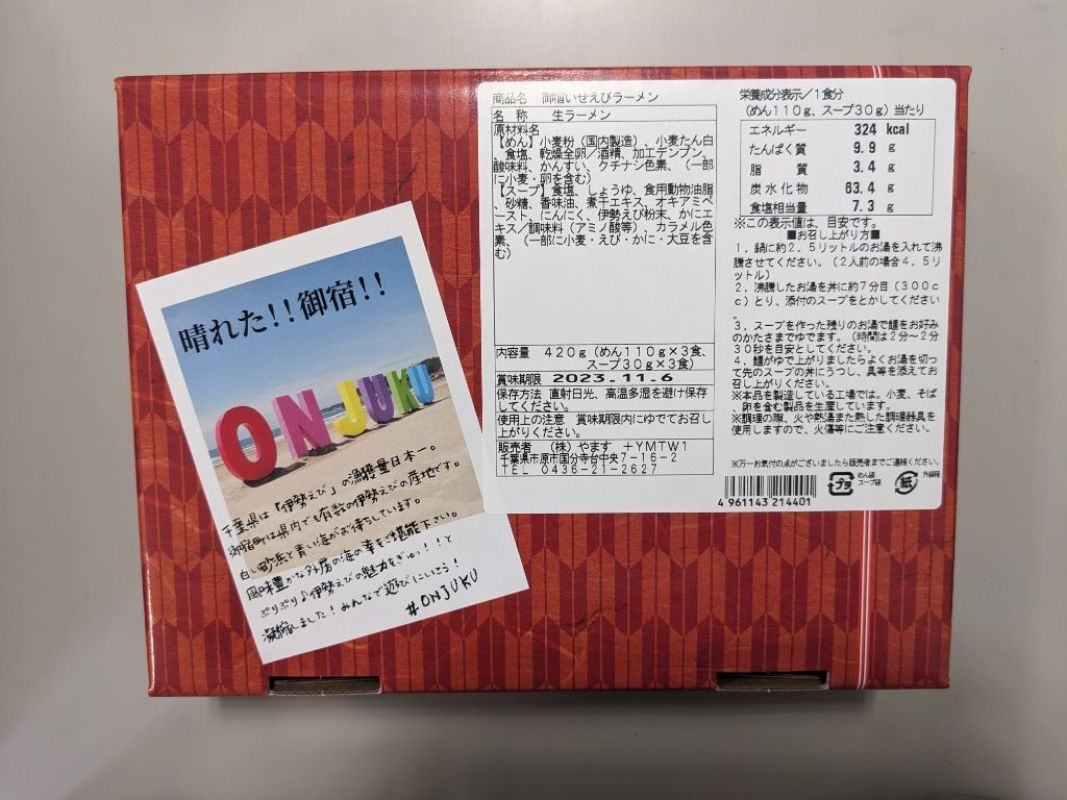 商品名 御宿いせえびラーメン
名 称 生ラーメン
原材料名
【めん】小麦粉(国内製造)、小麦たん白
、食塩、乾燥全卵/酒精、加工デンプン、
酸味料、かんすい、クチナシ色素、(一部
に小麦・卵を含む)
【スープ】食塩、しょうゆ、食用動物油脂
、砂糖、香味油、煮干エキス、オキアミペ
ースト、にんにく、伊勢えび粉末、かにエ
キス/調味料(アミノ酸等)、カラメル色
素、(一部に小麦・えび・かに・大豆を含
む)
内容量 420g(めん110g×3食、
スープ30g×3食)
賞味期限 2023.11.6
保存方法 直射日光、高温多湿を避け保存
してください。
使用上の注意 賞味期限内にゆでてお召し
上がりください。
販売者 (株)やます +YMTW1
千葉県市原市国分寺台中央7-16-2
TEL 0436-21-2627
栄養成分表示/1食分
(めん110g、スープ30g)当たり
エネルギー 324 kcal
たんぱく質 9.9 g
脂 質 3.4 g
炭水化物 63.4 g
食塩相当量 7.3 g
※この表示値は、目安です。
■お召し上がり方■
1.鍋に約2.5リットルのお湯を入れて沸
騰させてください。(2人前の場合4.5リ
ットル)
2.沸騰したお湯を丼に約7分目(300c
c)とり、添付のスープをとかしてください
。
3.スープを作った残りのお湯で麺をお好み
のかたさまでゆでます。(時間は2分~2分
30秒を目安としてください。
4.麺がゆで上がりましたらよくお湯を切っ
て先のスープの丼にうつし、具等を添えてお
召し上がりください。
※本品を製造している工場では、小麦、そば
、卵を含む製品を生産しています。
※調理の際、火や熱湯また熱した調理器具を
使用しますので、火傷等にご注意ください。
※万一お気付の点がございましたら販売者までご連絡ください。
4 961143 214401
プラ
めん袋
スープ袋
紙
外装箱
晴れた!!御宿!!
ONJUKU
千葉県は「伊勢えび」の漁獲量日本一。
御宿町は県内でも有数の伊勢えびの産地です。
白い砂浜と青い海がお待ちしています。
風味豊かな外房の海の幸をご堪能下さい。
ぷりぷり♪伊勢えびの魅力をぎゅ!!と
凝縮しました!みんなで遊びにいこう!
#ONJUKU